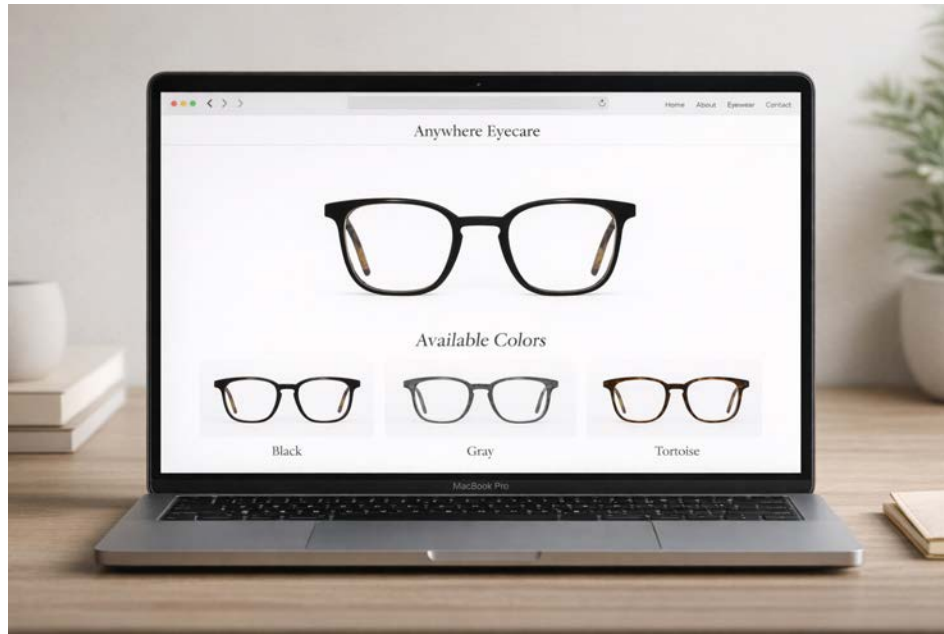 Home About Eyewear Contact
Anywhere Eyecare
Available Colors
Black Gray Tortoise
MacBook Pro